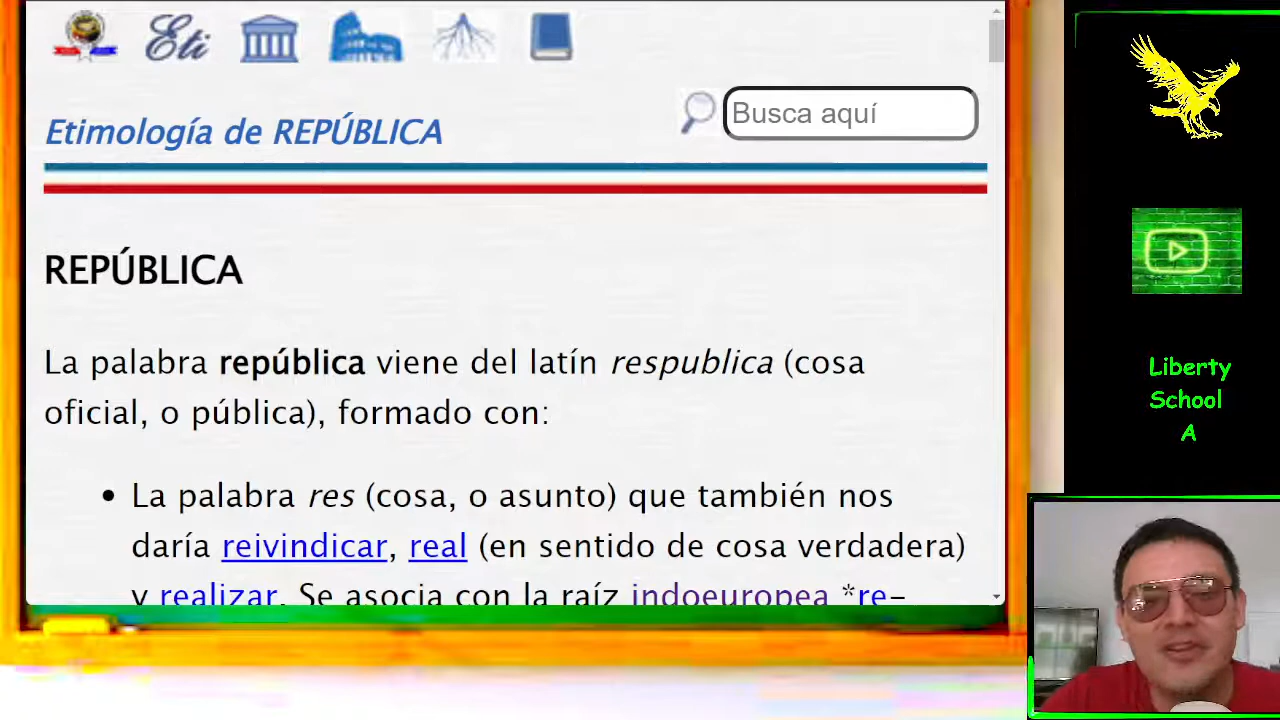 Eti
Busca aquí
Etimología de REPÚBLICA
REPÚBLICA
La palabra república viene del latín respublica (cosa
oficial, o pública), formado con:
• La palabra res (cosa, o asunto) que también nos
daría reivindicar, real (en sentido de cosa verdadera)
y realizar. Se asocia con la raíz indoeuropea *re-
Liberty
School
A